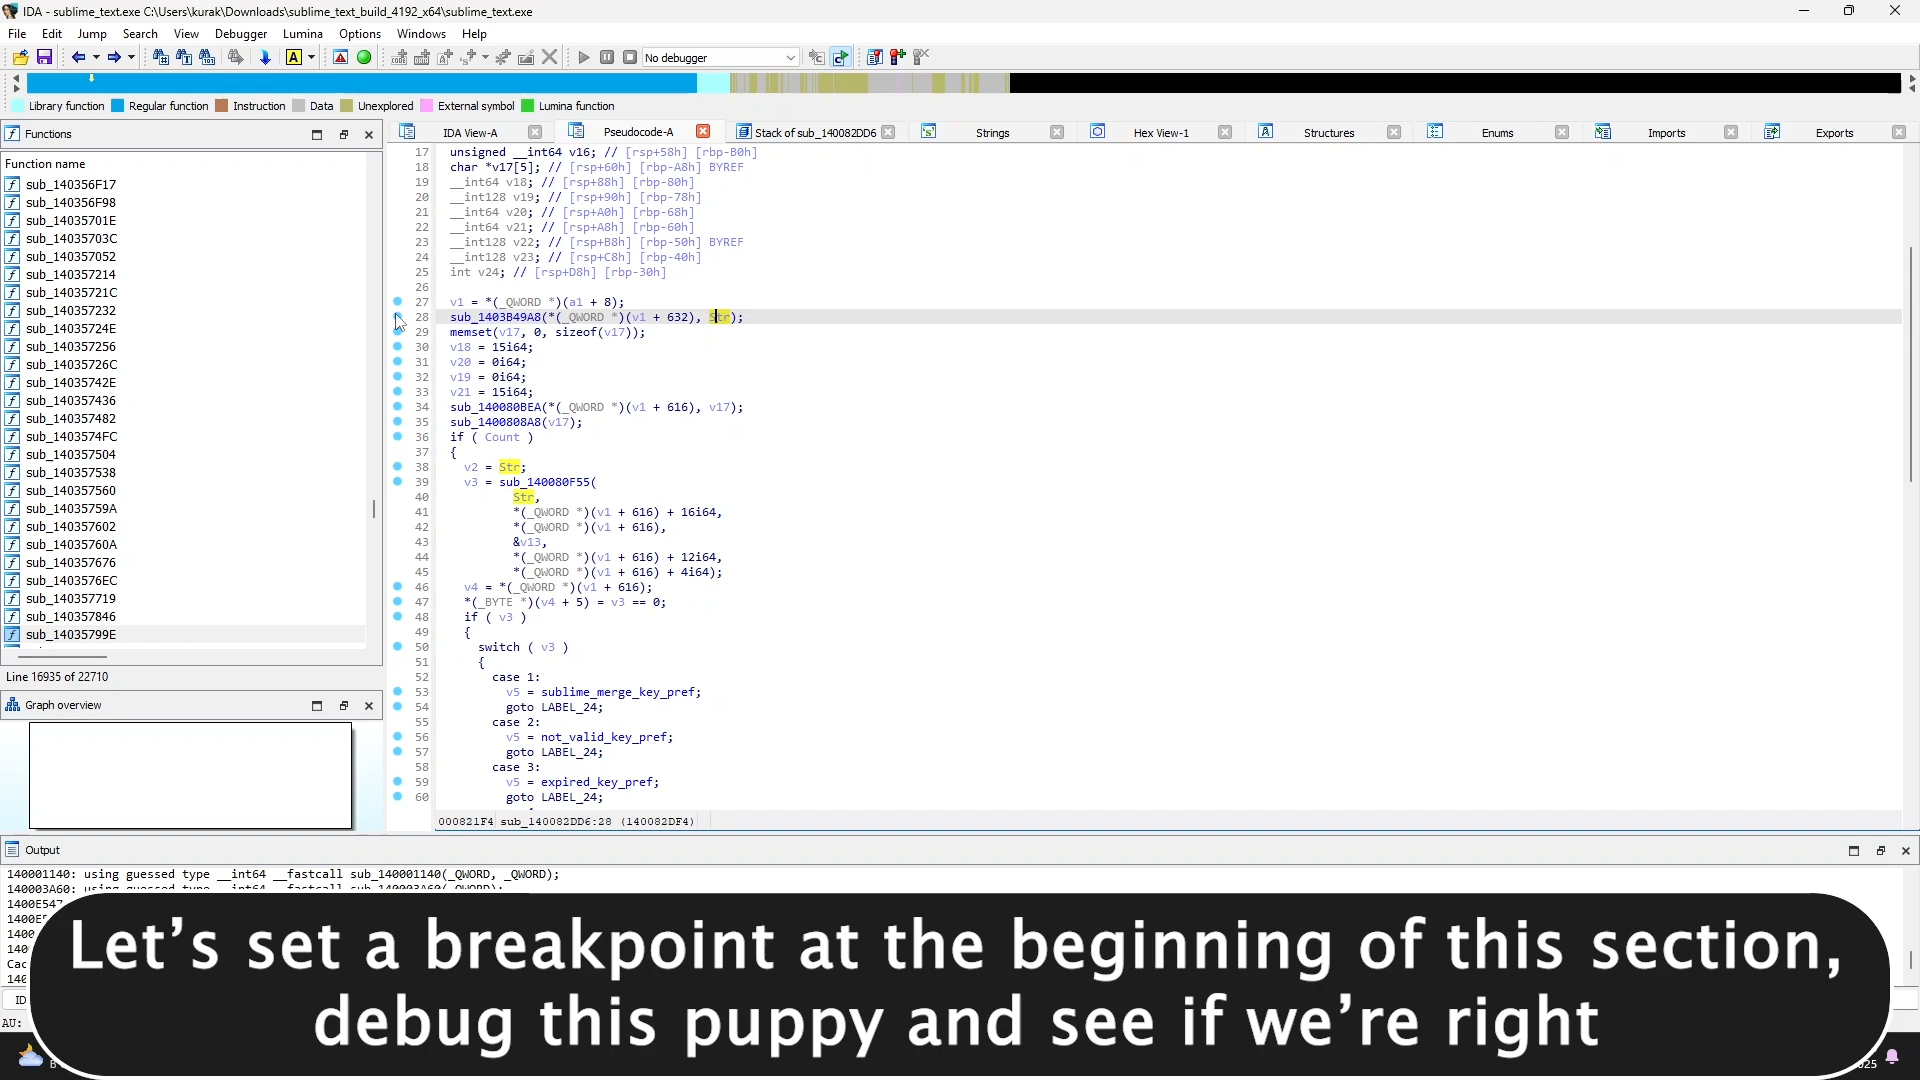 IDA - sublime_text.exe C:\Users\kurak\Downloads\sublime_text_build_4192_x64\sublime_text.exe
File Edit Jump Search View Debugger Lumina Options Windows Help
No debugger
Library function Regular function Instruction Data Unexplored External symbol Lumina function
Functions
IDA View-A Pseudocode-A Stack of sub_140082DD6 Strings Hex View-1 Structures Enums Imports Exports
Function name
sub_140356F17
sub_140356F98
sub_14035701E
sub_14035703C
sub_140357052
sub_140357214
sub_14035721C
sub_140357232
sub_14035724E
sub_140357256
sub_14035726C
sub_14035742E
sub_140357436
sub_140357482
sub_1403574FC
sub_140357504
sub_140357538
sub_140357560
sub_14035759A
sub_140357602
sub_14035760A
sub_140357676
sub_1403576EC
sub_140357719
sub_140357846
sub_14035799E
Line 16935 of 22710
Graph overview
17 unsigned __int64 v16; // [rsp+58h] [rbp-B0h]
18 char *v17[5]; // [rsp+60h] [rbp-A8h] BYREF
19 __int64 v18; // [rsp+88h] [rbp-80h]
20 __int128 v19; // [rsp+90h] [rbp-78h]
21 __int64 v20; // [rsp+A0h] [rbp-68h]
22 __int64 v21; // [rsp+A8h] [rbp-60h]
23 __int128 v22; // [rsp+B8h] [rbp-50h] BYREF
24 __int128 v23; // [rsp+C8h] [rbp-40h]
25 int v24; // [rsp+D8h] [rbp-30h]
26
27 v1 = *(_QWORD *)(a1 + 8);
28 sub_1403B49A8(*(_QWORD *)(v1 + 632), Str);
29 memset(v17, 0, sizeof(v17));
30 v18 = 15i64;
31 v20 = 0i64;
32 v19 = 0i64;
33 v21 = 15i64;
34 sub_140080BEA(*(_QWORD *)(v1 + 616), v17);
35 sub_1400808A8(v17);
36 if ( Count )
37 {
38 v2 = Str;
39 v3 = sub_140080F55(
40 Str,
41 *(_QWORD *)(v1 + 616) + 16i64,
42 *(_QWORD *)(v1 + 616),
43 &v13,
44 *(_QWORD *)(v1 + 616) + 12i64,
45 *(_QWORD *)(v1 + 616) + 4i64);
46 v4 = *(_QWORD *)(v1 + 616);
47 *(_BYTE *)(v4 + 5) = v3 == 0;
48 if ( v3 )
49 {
50 switch ( v3 )
51 {
52 case 1:
53 v5 = sublime_merge_key_pref;
54 goto LABEL_24;
55 case 2:
56 v5 = not_valid_key_pref;
57 goto LABEL_24;
58 case 3:
59 v5 = expired_key_pref;
60 goto LABEL_24;
000821F4 sub_140082DD6:28 (140082DF4)
Output
140001140: using guessed type __int64 __fastcall sub_140001140(_QWORD, _QWORD);
140003A60: using guessed type __int64 __fastcall sub_140003A60(_QWORD);
1400E547
AU:
Let's set a breakpoint at the beginning of this section,
debug this puppy and see if we're right